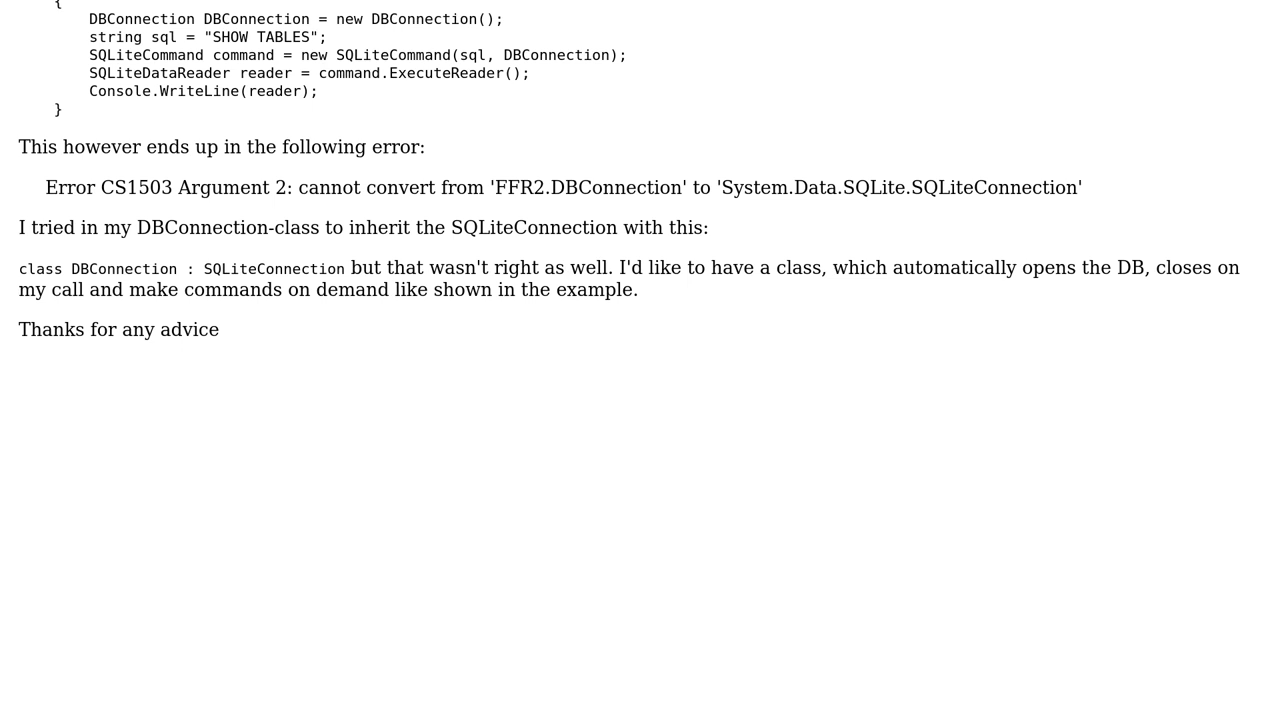 {
DBConnection DBConnection = new DBConnection();
string sql = "SHOW TABLES";
SQLiteCommand command = new SQLiteCommand(sql, DBConnection);
SQLiteDataReader reader = command.ExecuteReader();
Console.WriteLine(reader);
}
This however ends up in the following error:
Error CS1503 Argument 2: cannot convert from 'FFR2.DBConnection' to 'System.Data.SQLite.SQLiteConnection'
I tried in my DBConnection-class to inherit the SQLiteConnection with this:
class DBConnection : SQLiteConnection but that wasn't right as well. I'd like to have a class, which automatically opens the DB, closes on
my call and make commands on demand like shown in the example.
Thanks for any advice